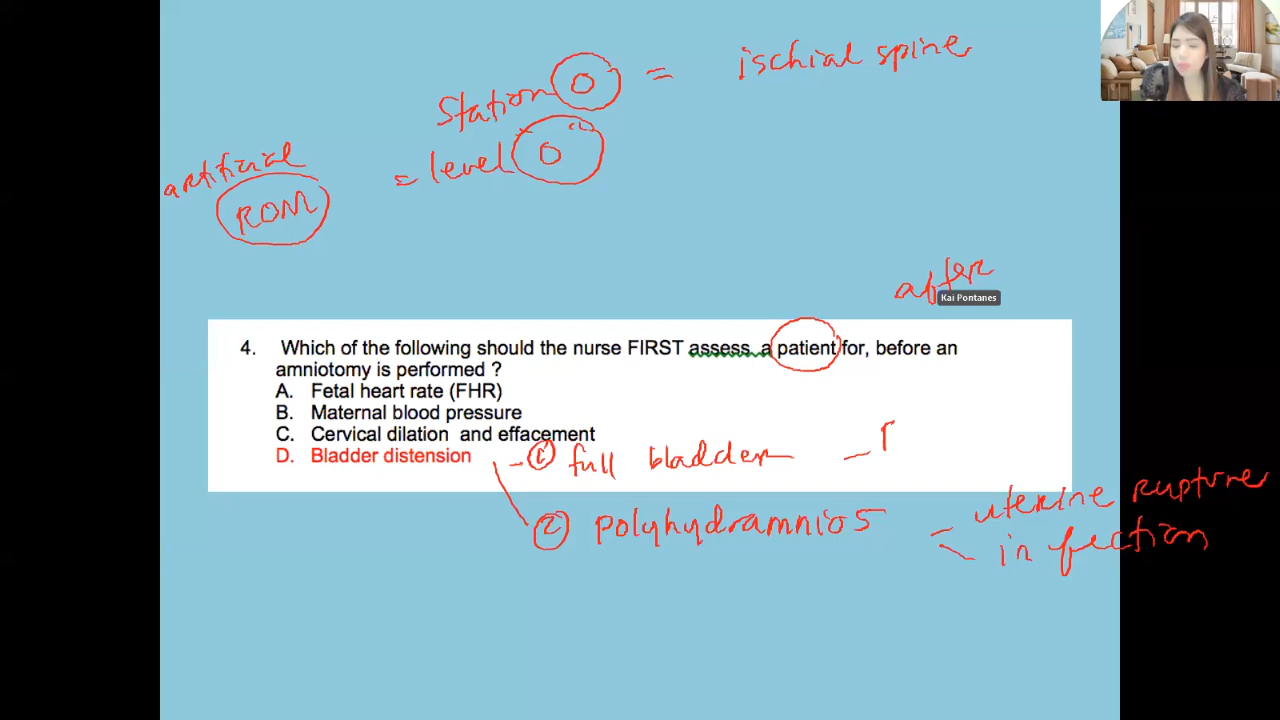 Station 0 = ischial spine
= level 0
artificial
ROM
after
Kai Pontanes
4. Which of the following should the nurse FIRST assess a patient for, before an
amniotomy is performed ?
A. Fetal heart rate (FHR)
B. Maternal blood pressure
C. Cervical dilation and effacement
D. Bladder distension
① full bladder
② polyhydramnios
uterine rupture
infection